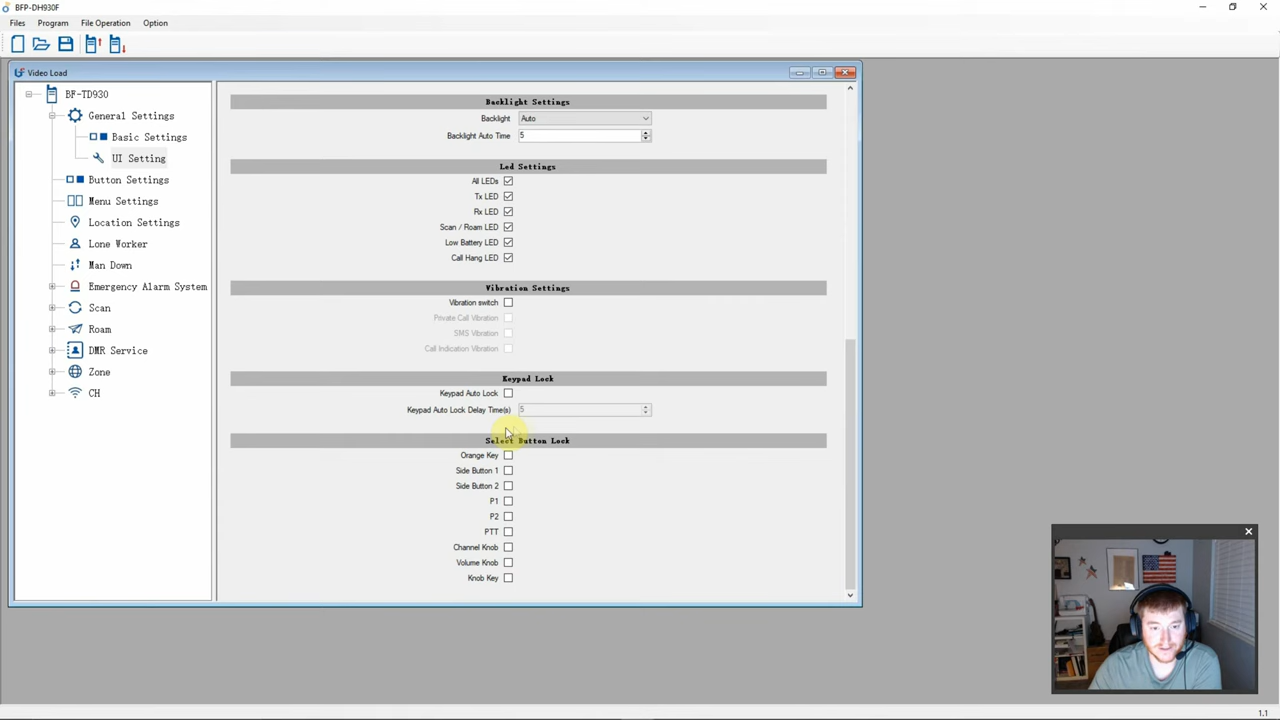 BFP-DH930F
Files Program File Operation Option
Video Load
BF-TD930
General Settings
Basic Settings
UI Setting
Button Settings
Menu Settings
Location Settings
Lone Worker
Man Down
Emergency Alarm System
Scan
Roam
DMR Service
Zone
CH
Backlight Settings
Backlight Auto
Backlight Auto Time 5
Led Settings
All LEDs
Tx LED
Rx LED
Scan / Roam LED
Low Battery LED
Call Hang LED
Vibration Settings
Vibration switch
Private Call Vibration
SMS Vibration
Call Indication Vibration
Keypad Lock
Keypad Auto Lock
Keypad Auto Lock Delay Time(s) 5
Select Button Lock
Orange Key
Side Button 1
Side Button 2
P1
P2
PTT
Channel Knob
Volume Knob
Knob Key
1.1